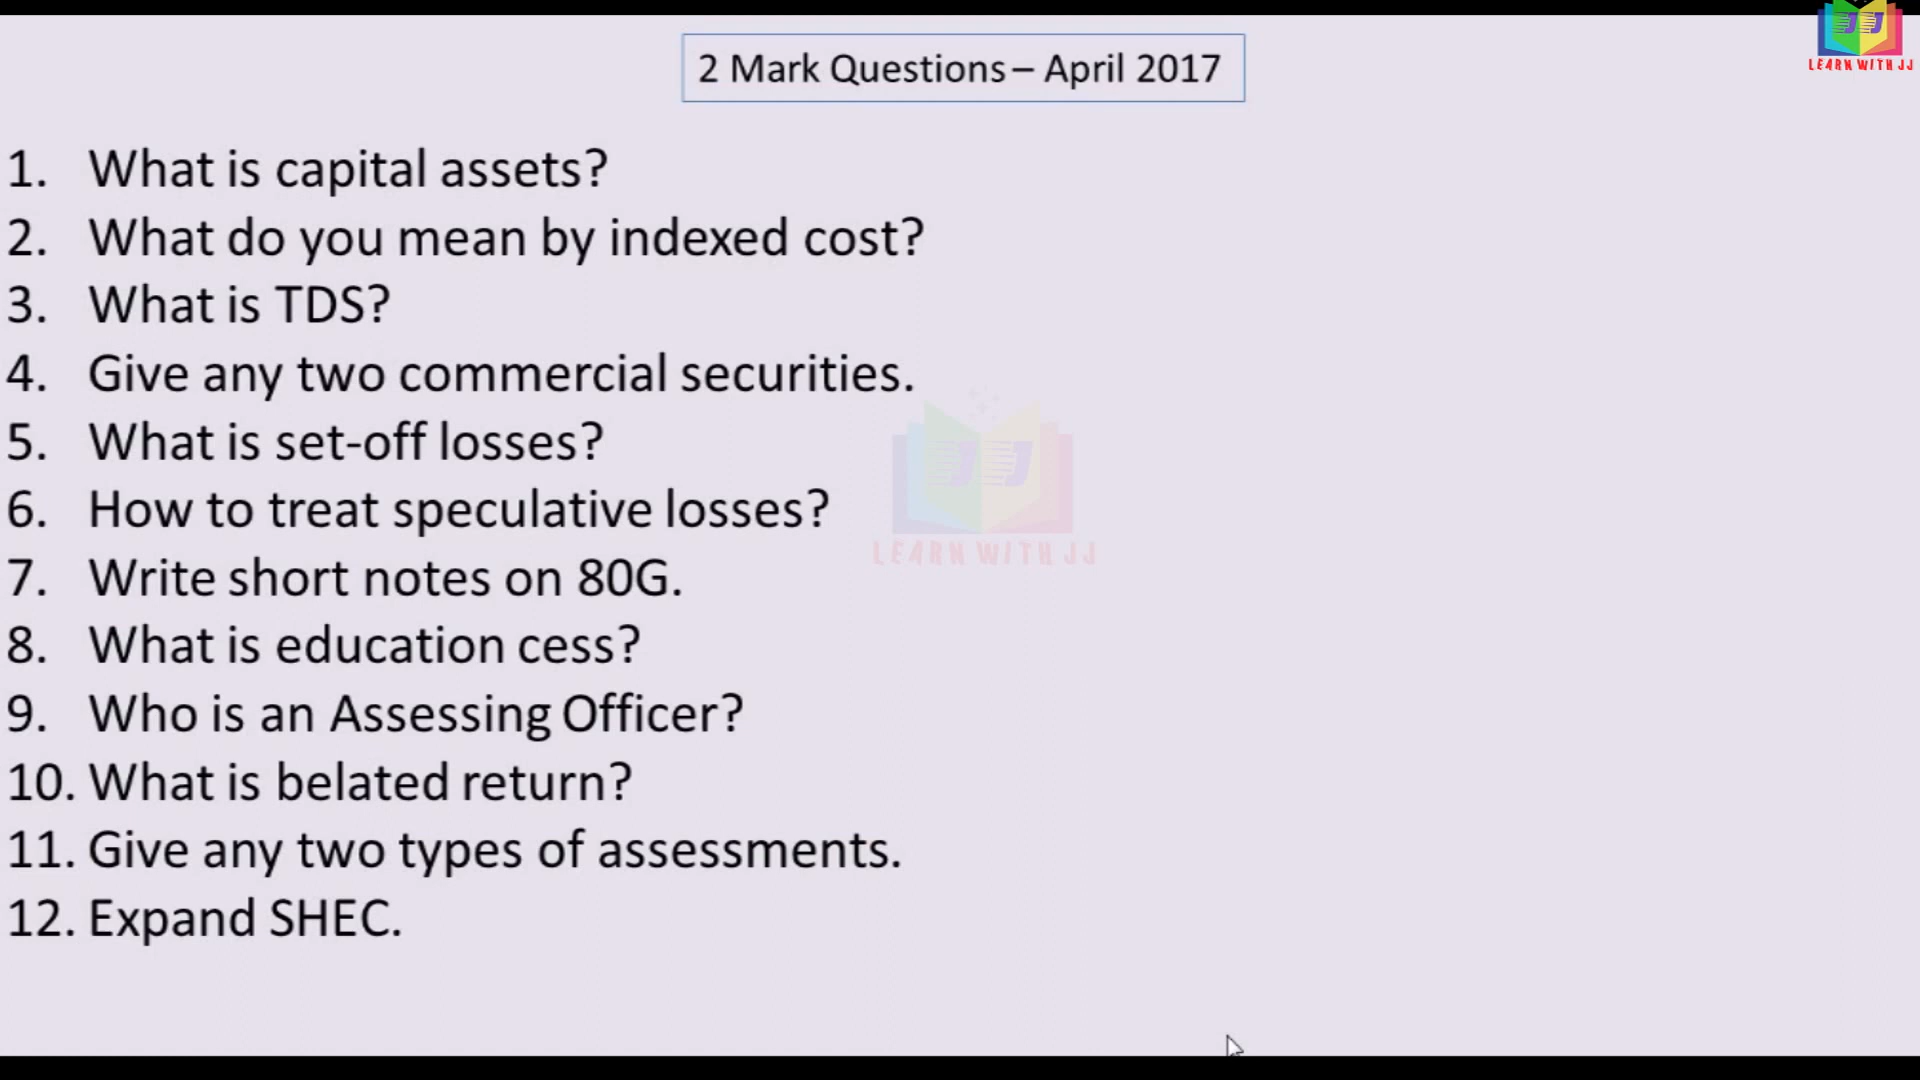 JJ
LEARN WITH JJ
2 Mark Questions – April 2017
1. What is capital assets?
2. What do you mean by indexed cost?
3. What is TDS?
4. Give any two commercial securities.
5. What is set-off losses?
6. How to treat speculative losses?
7. Write short notes on 80G.
8. What is education cess?
9. Who is an Assessing Officer?
10. What is belated return?
11. Give any two types of assessments.
12. Expand SHEC.
JJ
LEARN WITH JJ